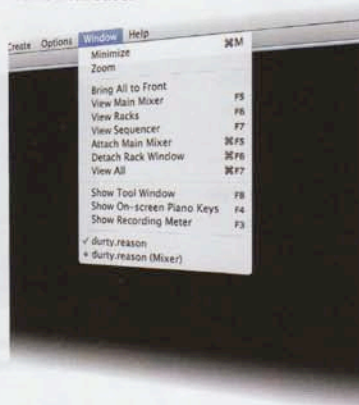 Create Options Window Help
Minimize ⌘M
Zoom
Bring All to Front
View Main Mixer F5
View Racks F6
View Sequencer F7
Attach Main Mixer ⌘F5
Detach Rack Window ⌘F6
View All ⌘F7
Show Tool Window F8
Show On-screen Piano Keys F4
Show Recording Meter F3
✓ durty.reason
+ durty.reason (Mixer)